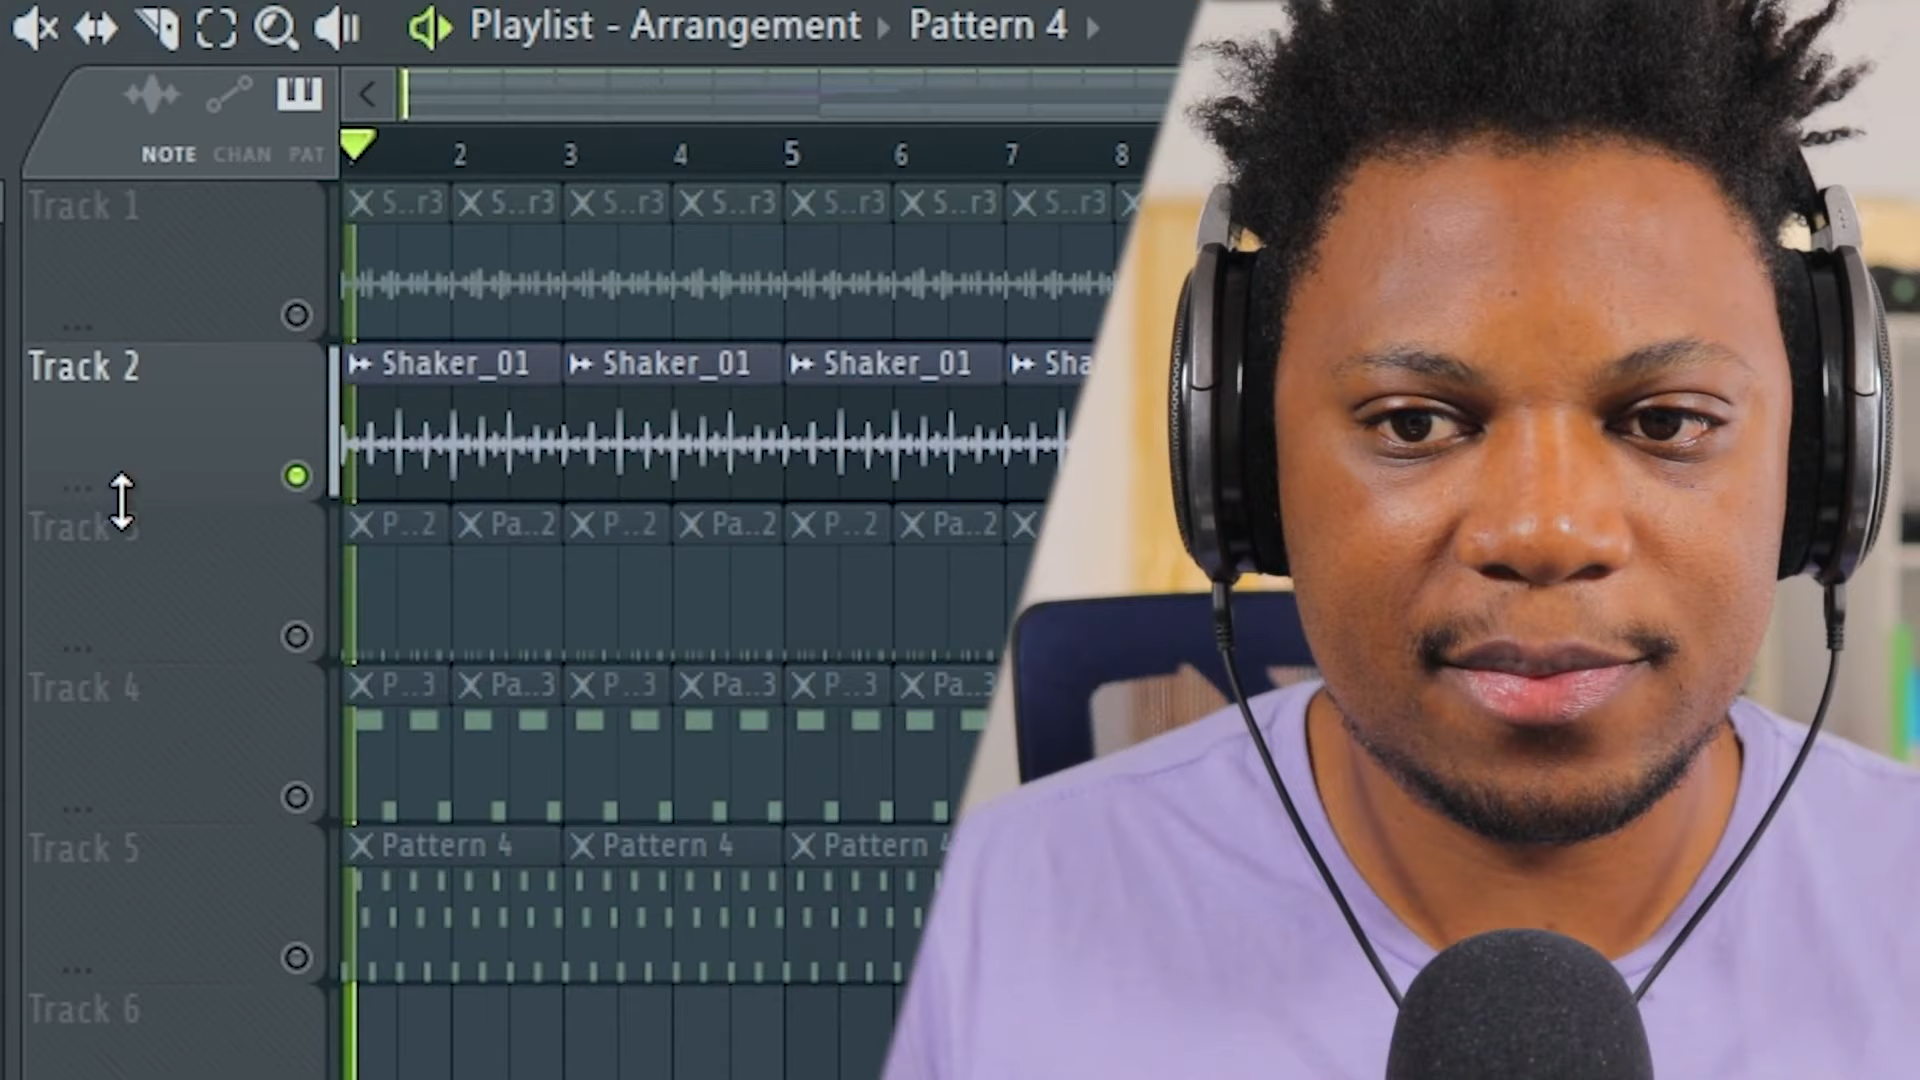 Playlist - Arrangement Pattern 4
NOTE CHAN PAT
2 3 4 5 6 7 8
Track 1
S..r3 S..r3 S..r3 S..r3 S..r3 S..r3 S..r3
Track 2
Shaker_01 Shaker_01 Shaker_01 Sha
Track 3
P..2 Pa..2 P..2 Pa..2 P..2 Pa..2
Track 4
P..3 Pa..3 P..3 Pa..3 P..3 Pa..3
Track 5
Pattern 4 Pattern 4 Pattern 4
Track 6